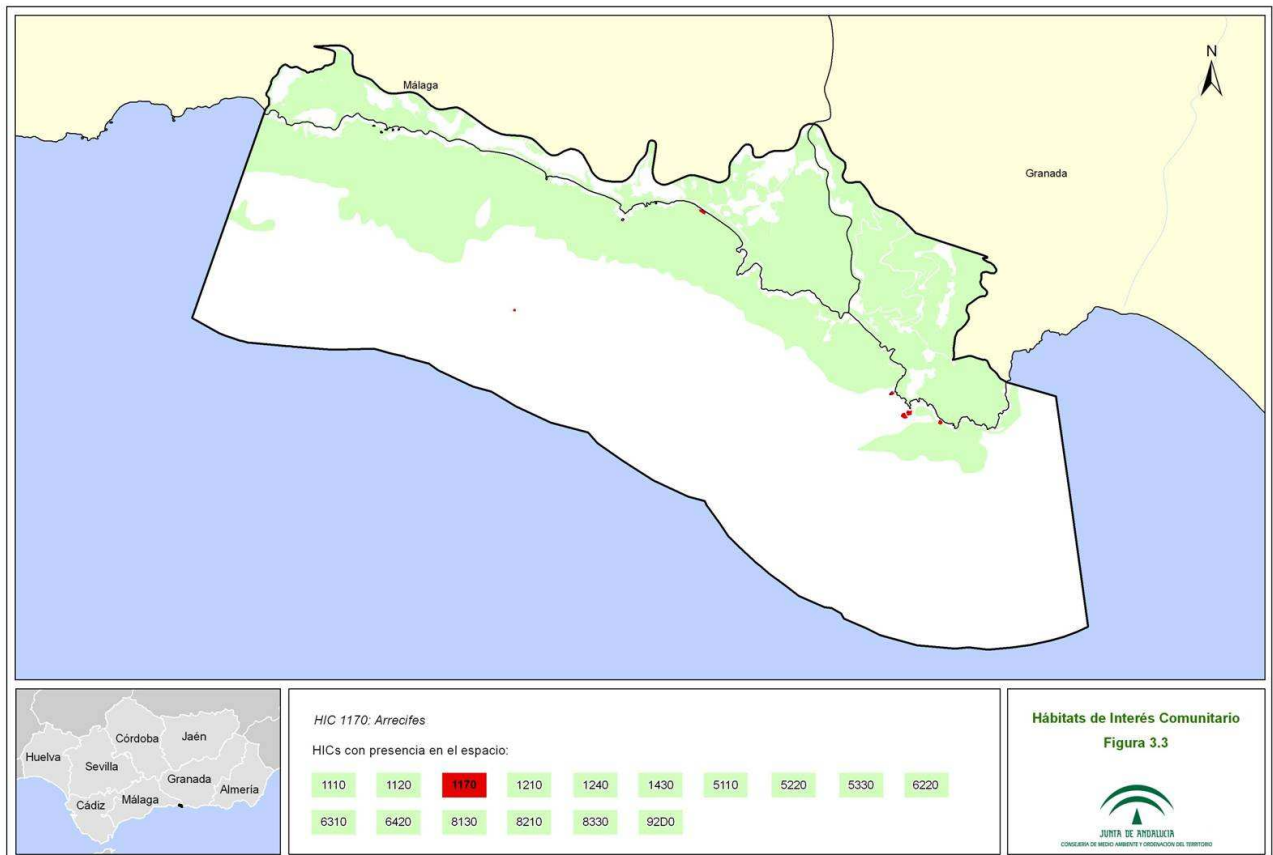 N
Málaga
Granada
Huelva
Sevilla
Córdoba
Jaén
Cádiz
Málaga
Granada
Almería
HIC 1170: Arrecifes
HICs con presencia en el espacio:
1110 1120 1170 1210 1240 1430 5110 5220 5330 6220
6310 6420 8130 8210 8330 92D0
Hábitats de Interés Comunitario
Figura 3.3
JUNTA DE ANDALUCIA
CONSEJERÍA DE MEDIO AMBIENTE Y ORDENACIÓN DEL TERRITORIO